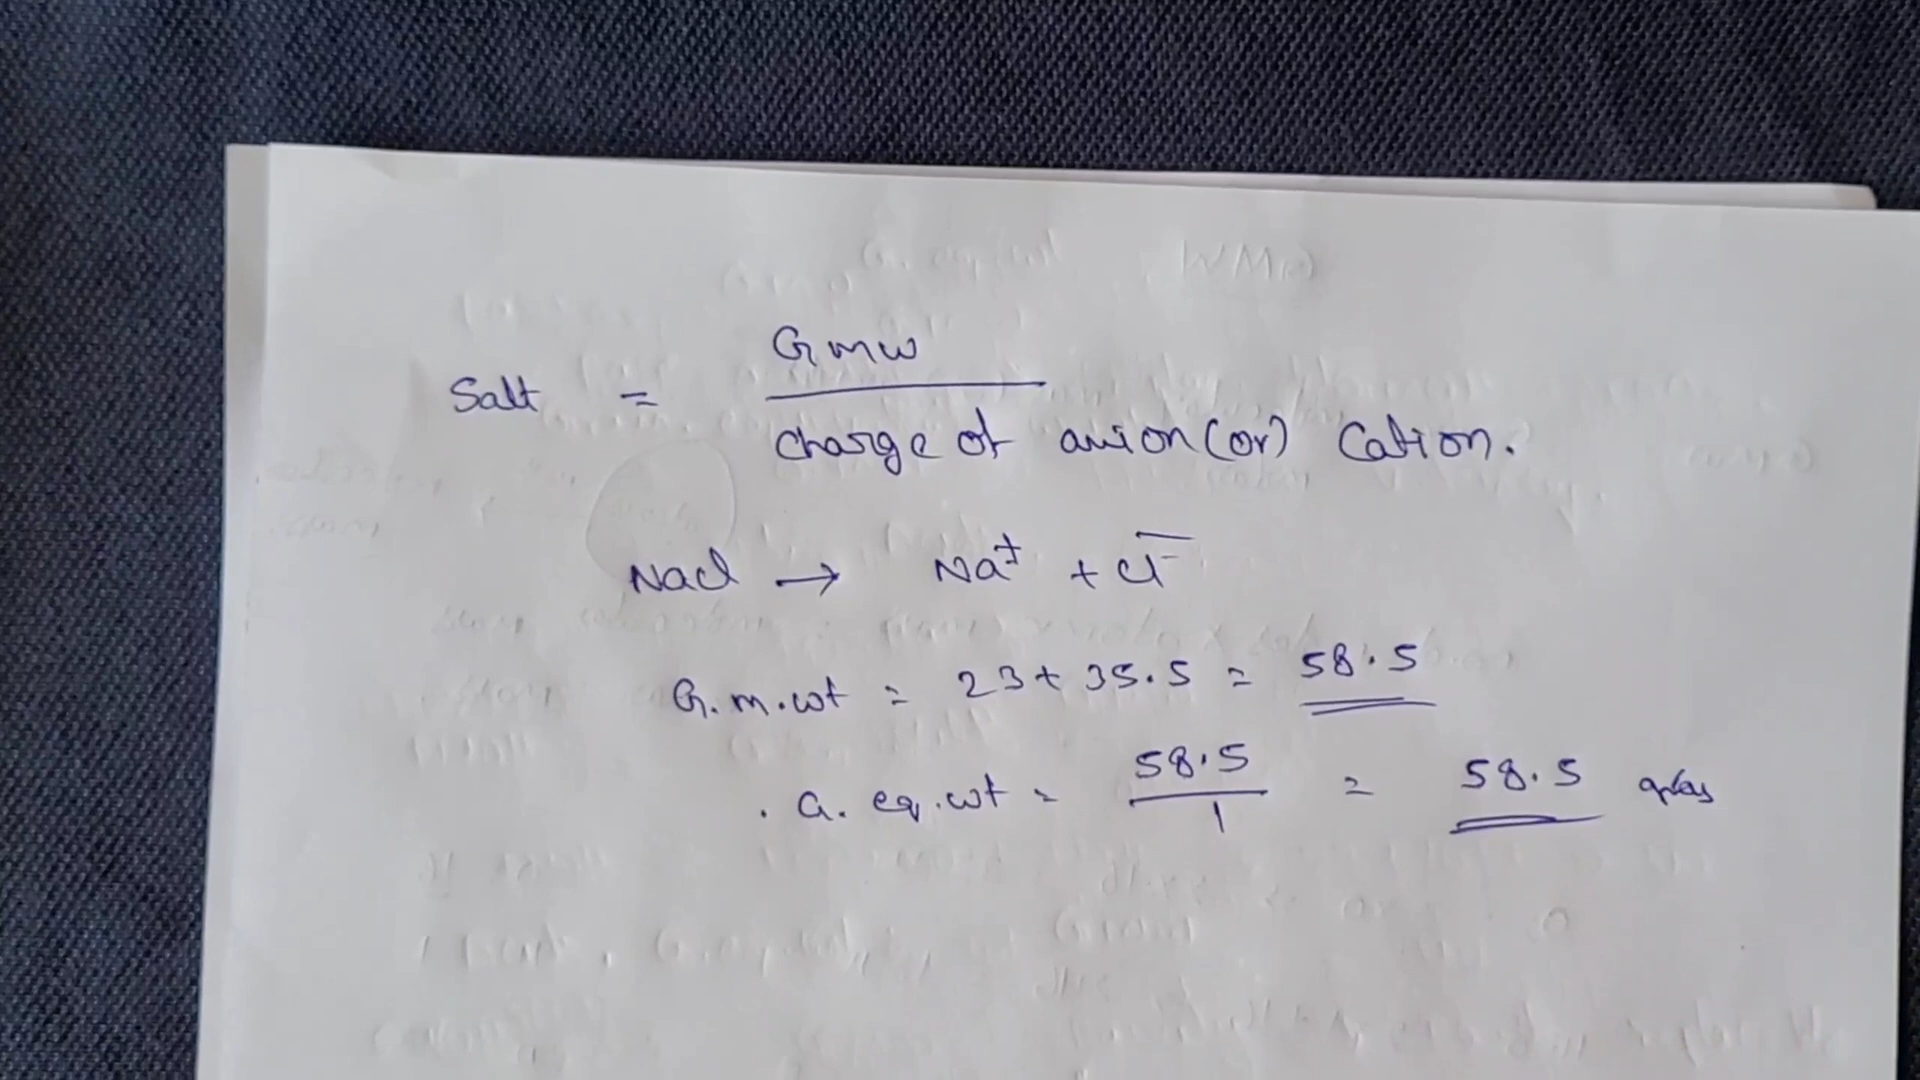 Gmw
Salt =
charge of anion (or) Cation.
Nacl → Na+ + Cl-
G.m.wt = 23+ 35.5 = 58.5
. G. eq.wt = 58.5/1 = 58.5